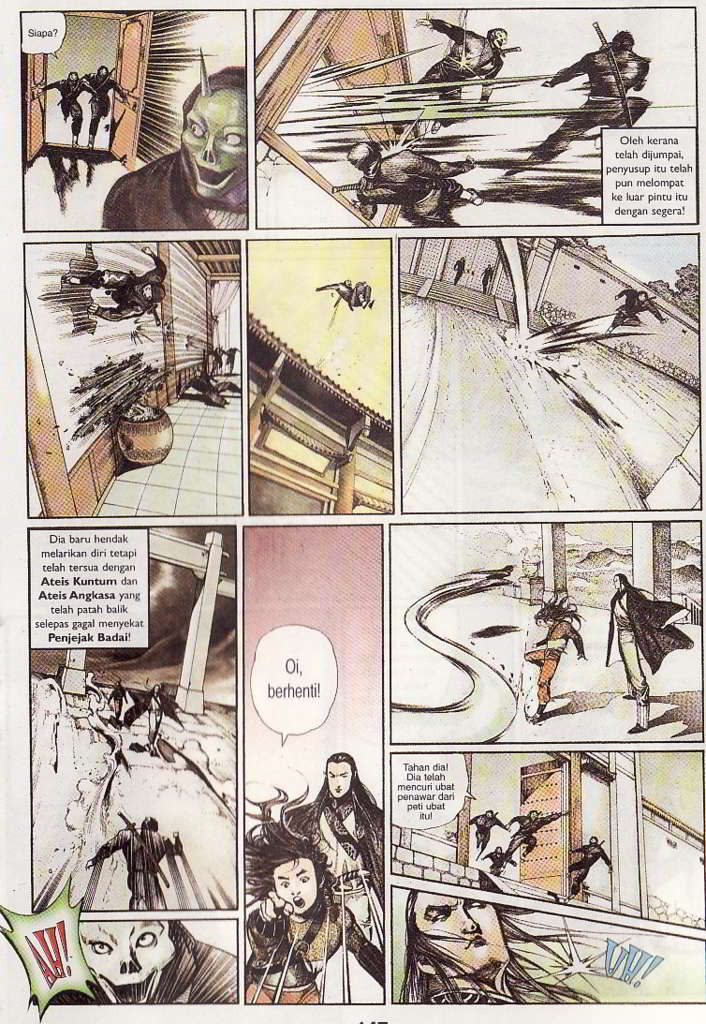 Siapa?
Oleh kerana
telah dijumpai,
penyusup itu telah
pun melompat
ke luar pintu itu
dengan segera!
Dia baru hendak
melarikan diri tetapi
telah tersua dengan
Ateis Kuntum dan
Ateis Angkasa yang
telah patah balik
selepas gagal menyekat
Penjejak Badai!
Oi,
berhenti!
Tahan dia!
Dia telah
mencuri ubat
penawar dari
peti ubat
itu!
AH!
UH!